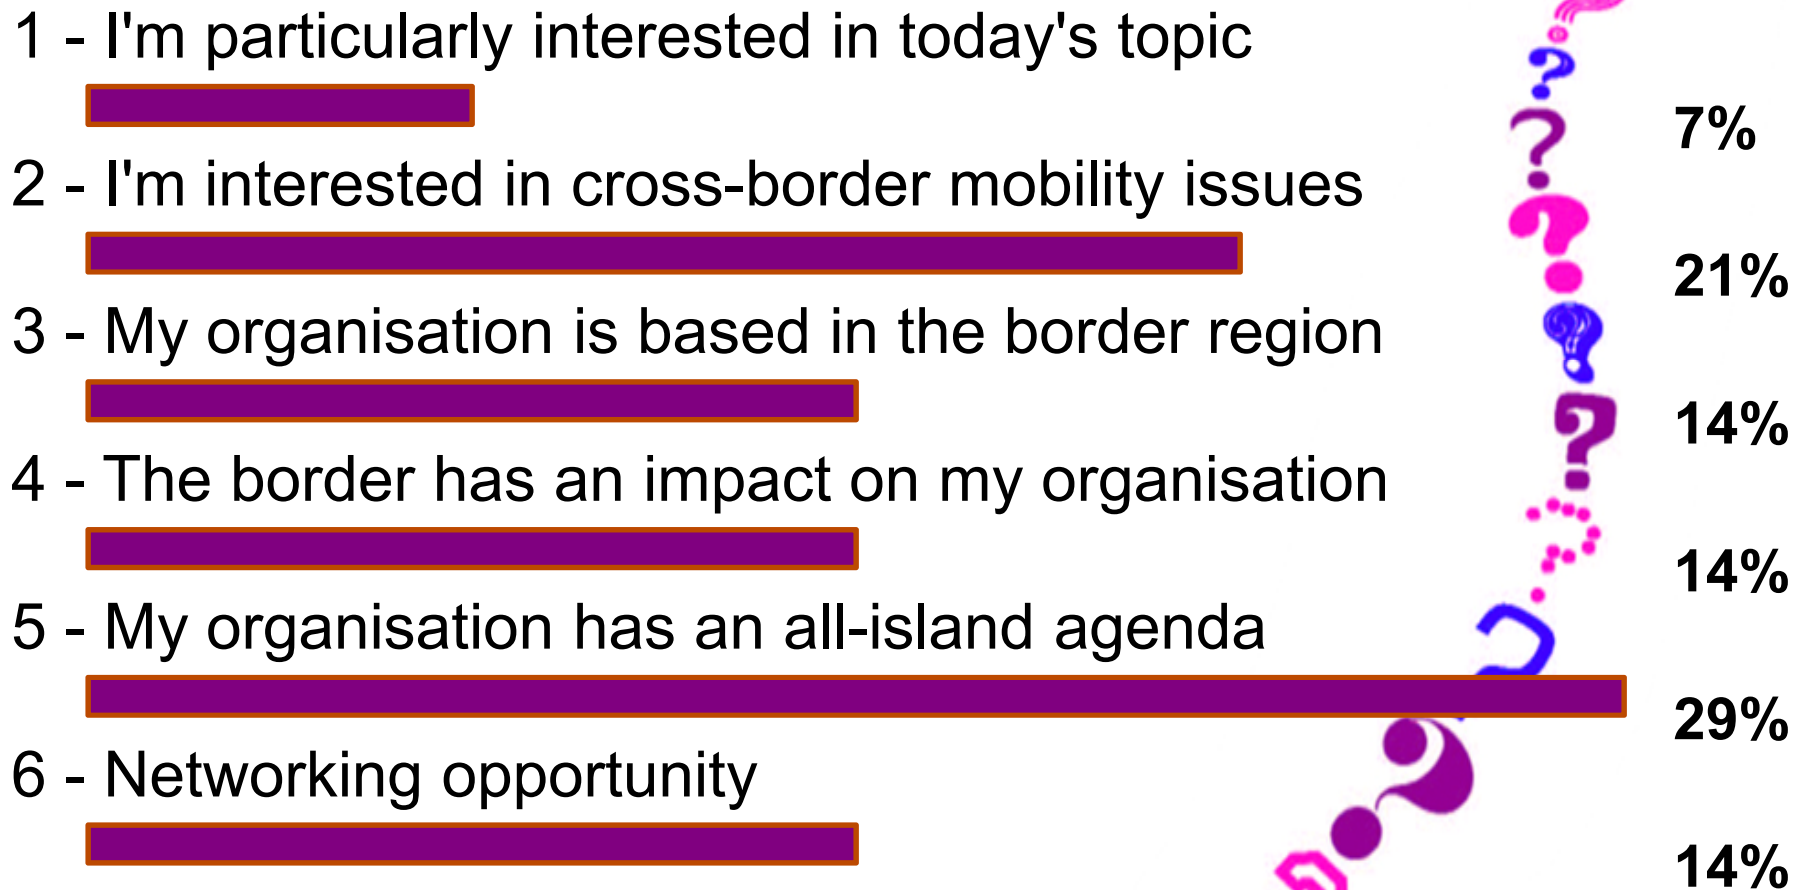 1 - I'm particularly interested in today's topic
7%
2 - I'm interested in cross-border mobility issues
21%
3 - My organisation is based in the border region
14%
4 - The border has an impact on my organisation
14%
5 - My organisation has an all-island agenda
29%
6 - Networking opportunity
14%